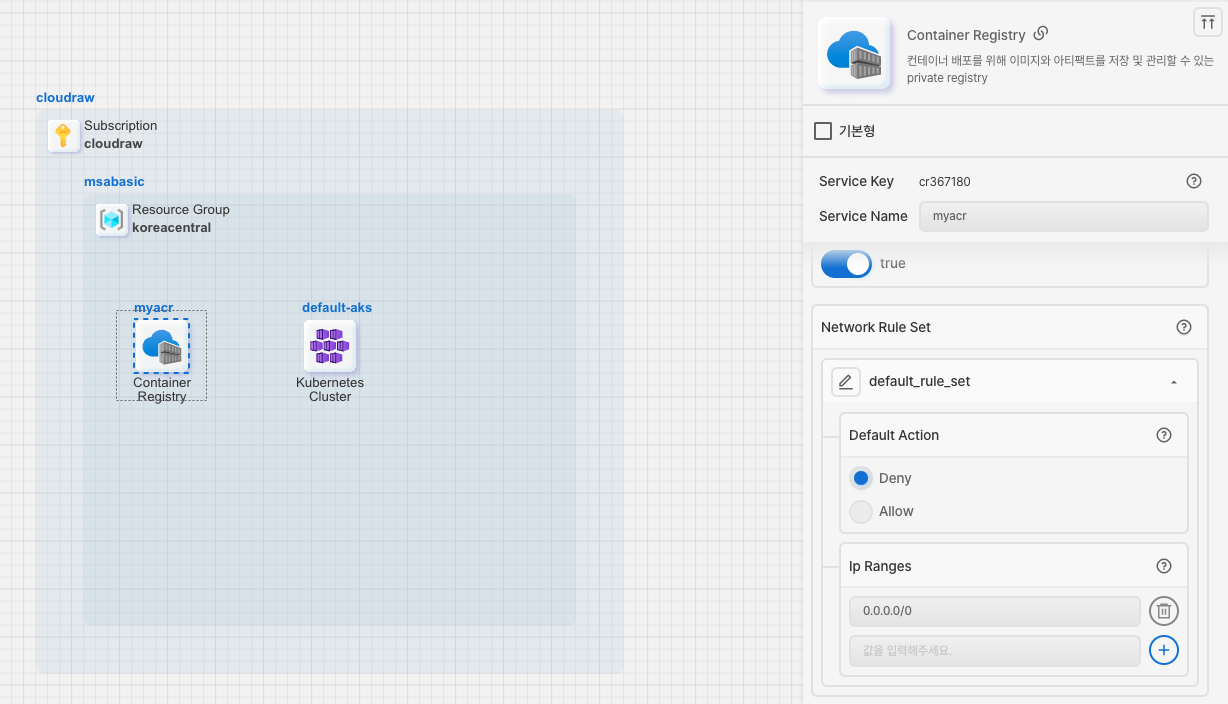 cloudraw
Subscription
cloudraw
msabasic
Resource Group
koreacentral
myacr
Container
Registry
default-aks
Kubernetes
Cluster
Container Registry
컨테이너 배포를 위해 이미지와 아티팩트를 저장 및 관리할 수 있는
private registry
기본형
Service Key cr367180
Service Name myacr
true
Network Rule Set
default_rule_set
Default Action
Deny
Allow
Ip Ranges
0.0.0.0/0
값을 입력해주세요.